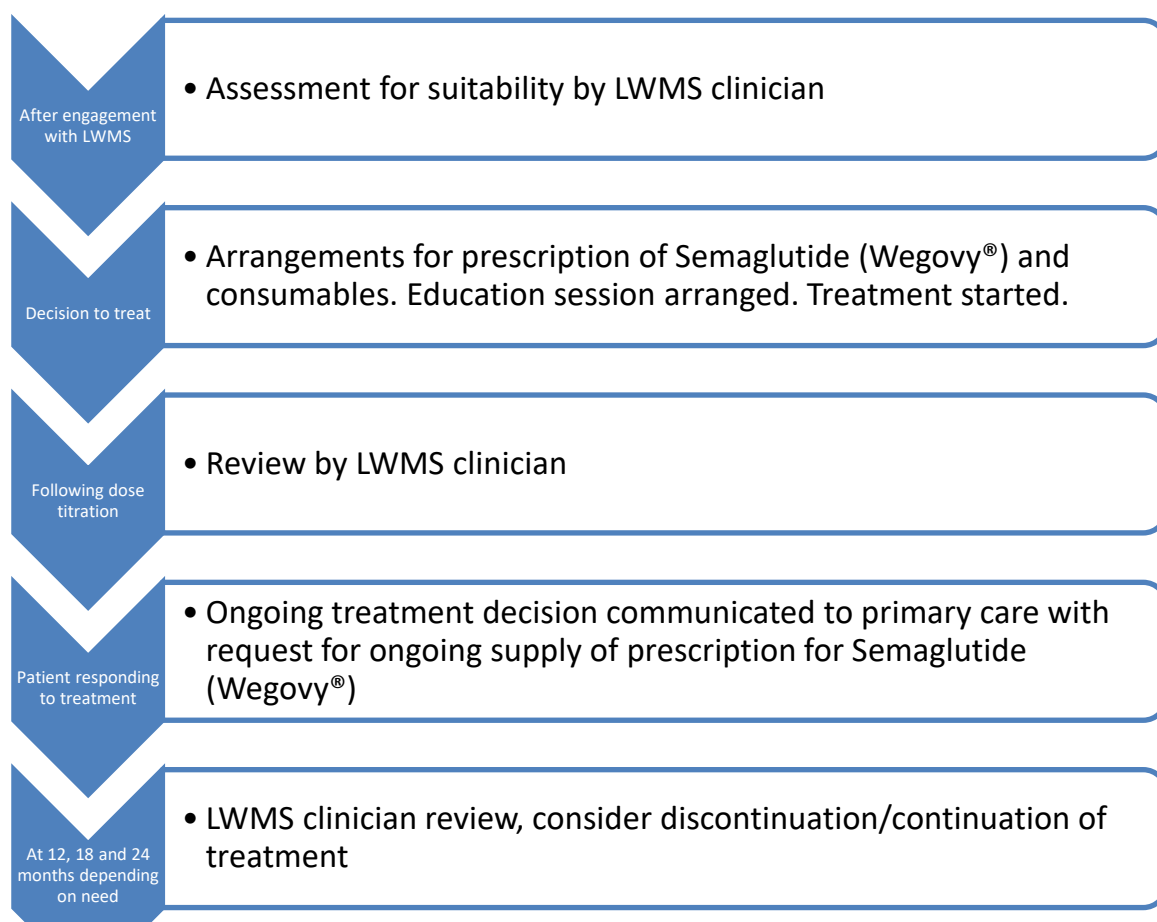 After engagement
with LWMS
• Assessment for suitability by LWMS clinician
Decision to treat
• Arrangements for prescription of Semaglutide (Wegovy®) and
consumables. Education session arranged. Treatment started.
Following dose
titration
• Review by LWMS clinician
Patient responding
to treatment
• Ongoing treatment decision communicated to primary care with
request for ongoing supply of prescription for Semaglutide
(Wegovy®)
At 12, 18 and 24
months depending
on need
• LWMS clinician review, consider discontinuation/continuation of
treatment